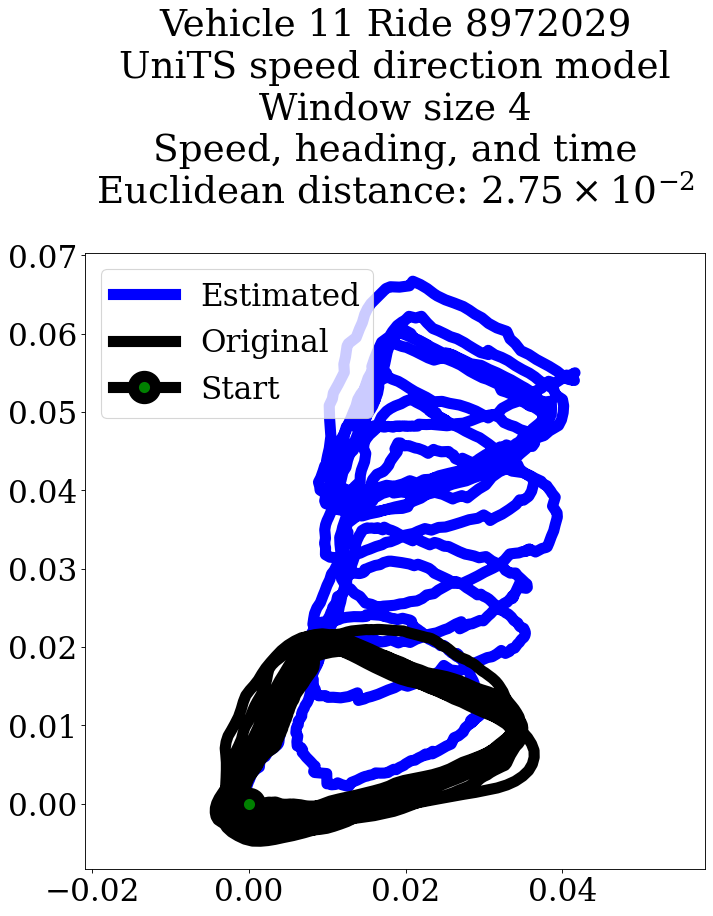 Vehicle 11 Ride 8972029
UniTS speed direction model
Window size 4
Speed, heading, and time
Euclidean distance: 2.75 × 10⁻²
0.07
0.06
0.05
0.04
0.03
0.02
0.01
0.00
Estimated
Original
Start
−0.02 0.00 0.02 0.04